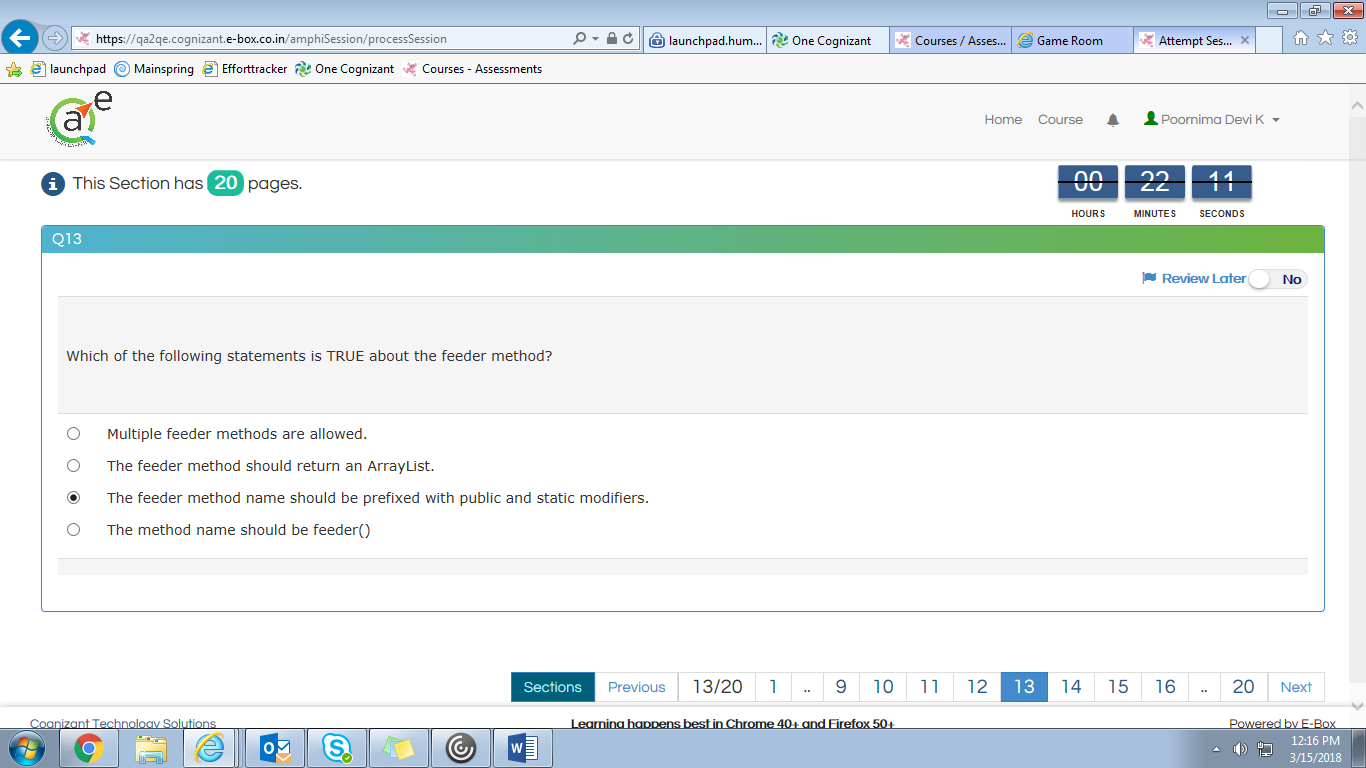 https://qa2qe.cognizant.e-box.co.in/amphiSession/processSession
launchpad.hum...
One Cognizant
Courses / Asses...
Game Room
Attempt Ses...
launchpad
Mainspring
Efforttracker
One Cognizant
Courses - Assessments
a e
Home
Course
Poornima Devi K
This Section has 20 pages.
00 22 11
HOURS MINUTES SECONDS
Q13
Review Later No
Which of the following statements is TRUE about the feeder method?
Multiple feeder methods are allowed.
The feeder method should return an ArrayList.
The feeder method name should be prefixed with public and static modifiers.
The method name should be feeder()
Sections Previous 13/20 1 .. 9 10 11 12 13 14 15 16 .. 20 Next
Cognizant Technology Solutions
Learning happens best in Chrome 40+ and Firefox 50+
Powered by E-Box
12:16 PM
3/15/2018